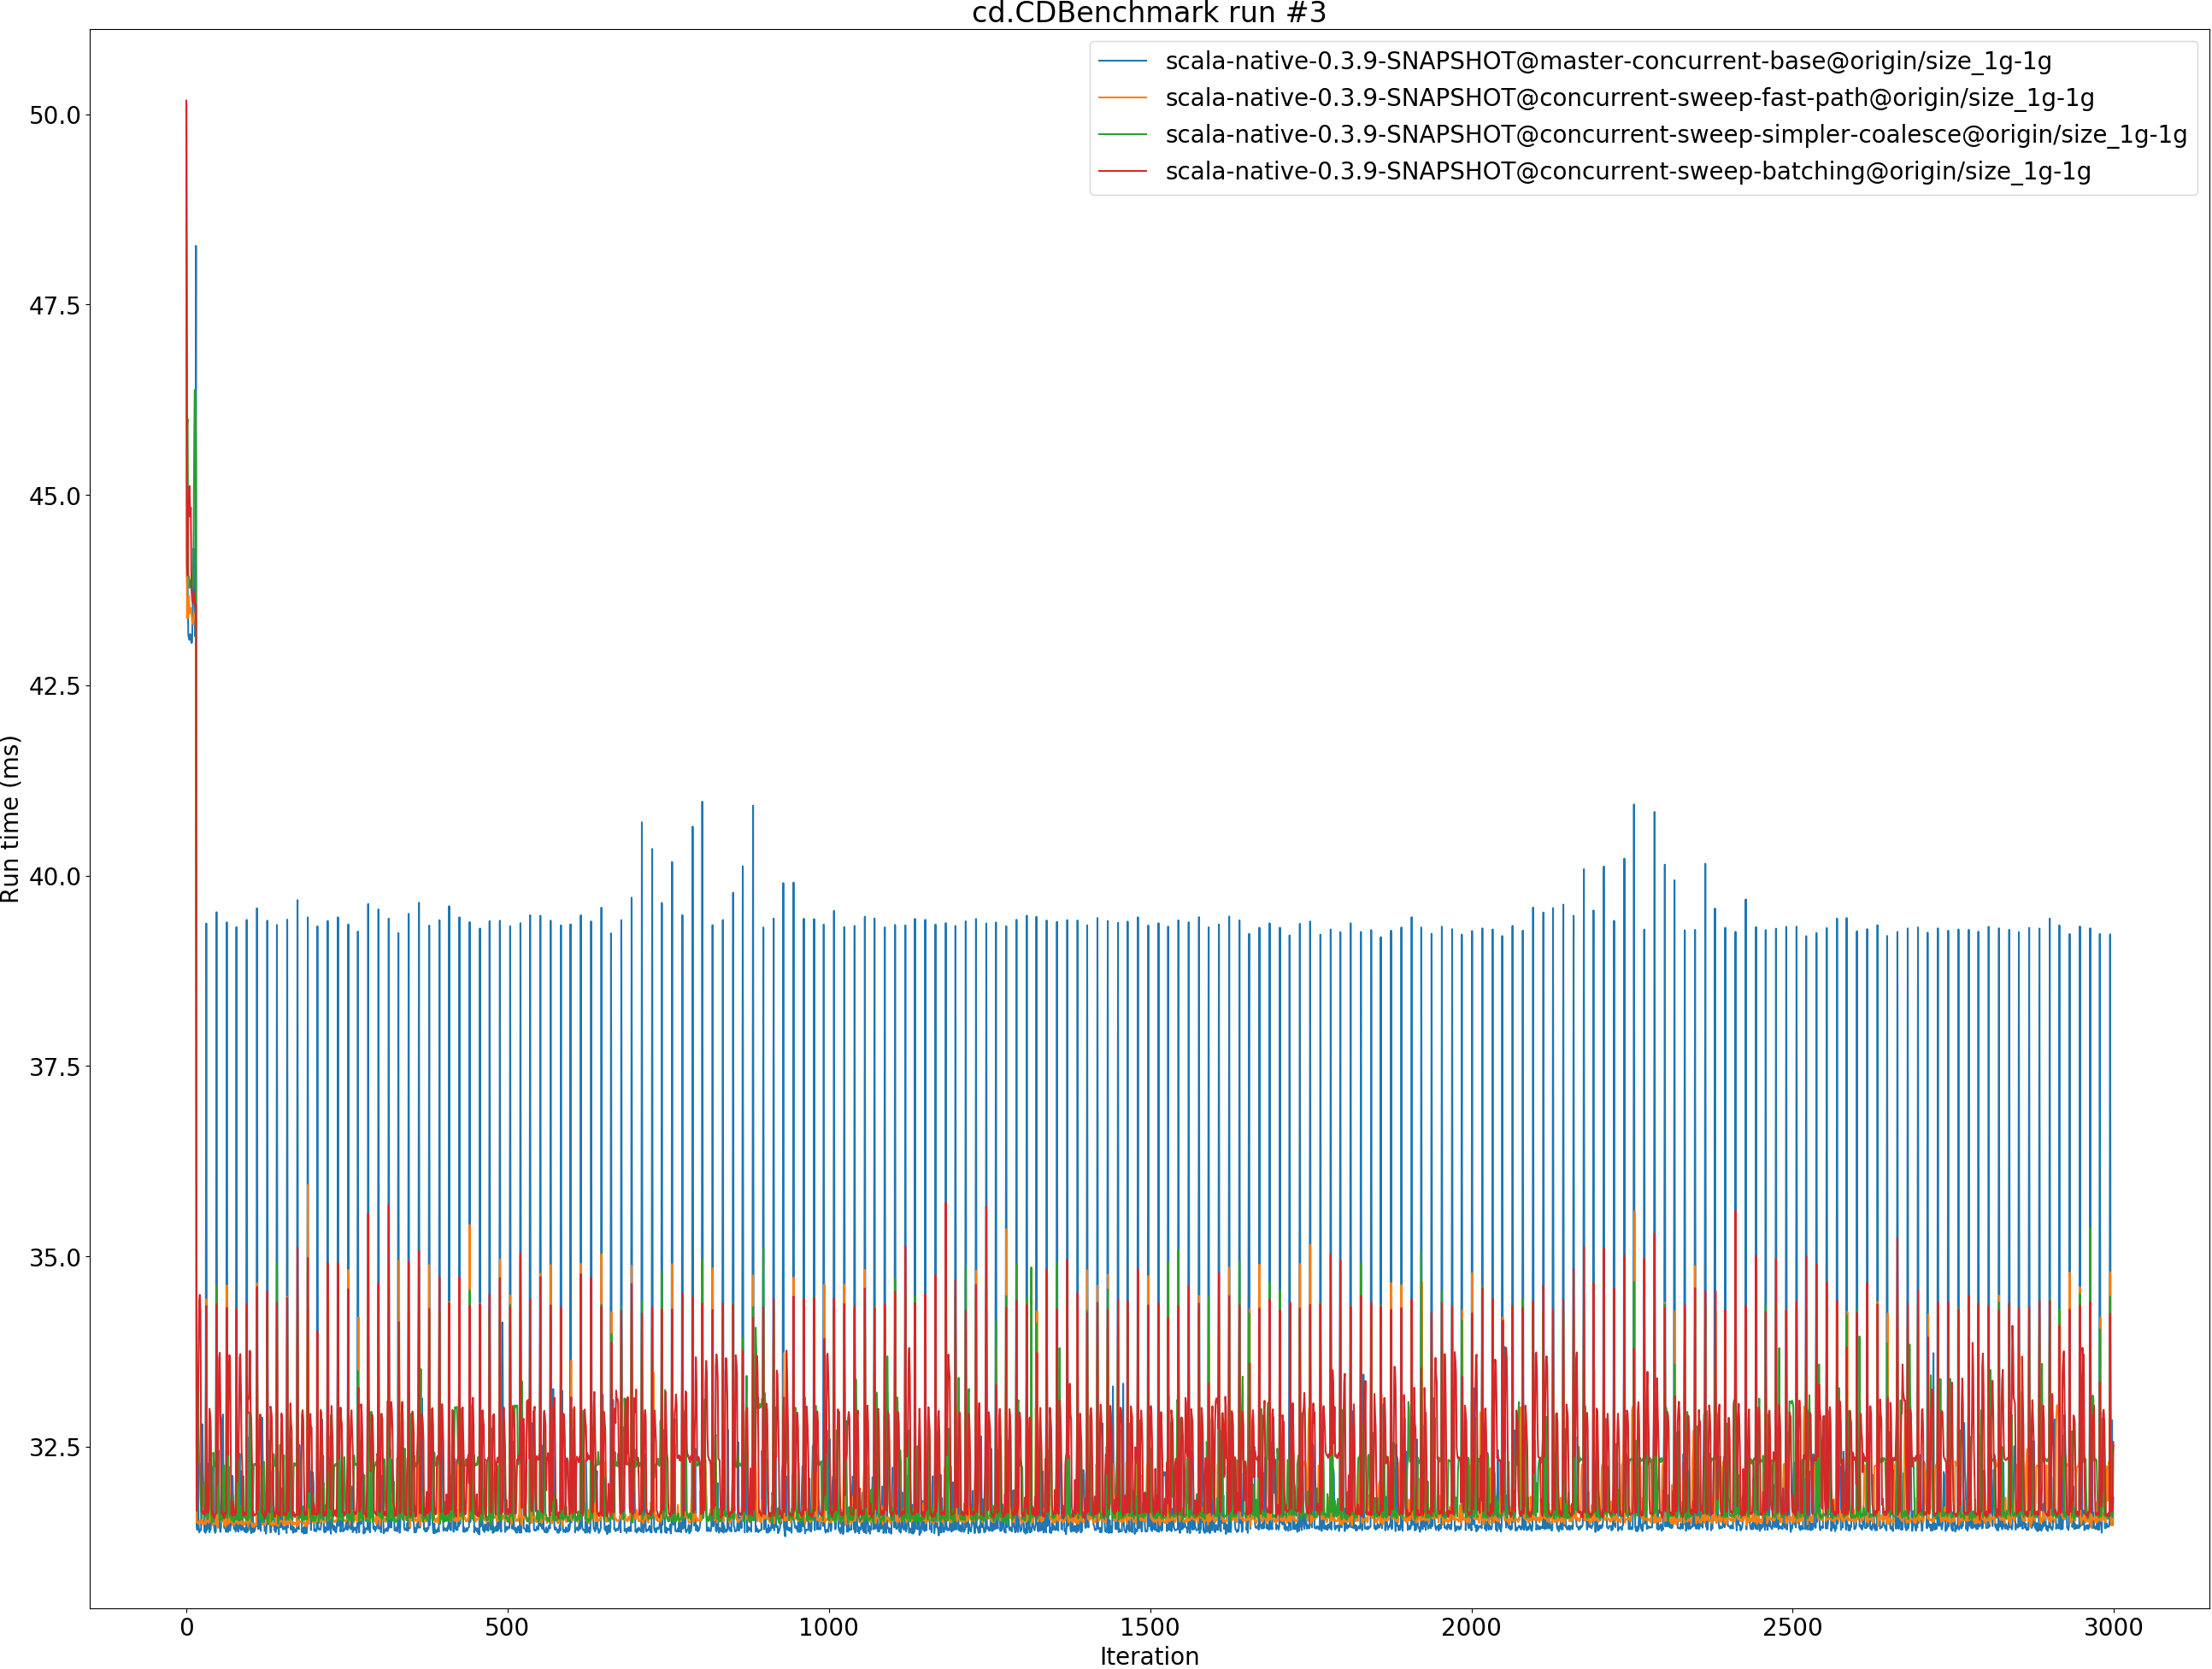 cd.CDBenchmark run #3
scala-native-0.3.9-SNAPSHOT@master-concurrent-base@origin/size_1g-1g
scala-native-0.3.9-SNAPSHOT@concurrent-sweep-fast-path@origin/size_1g-1g
scala-native-0.3.9-SNAPSHOT@concurrent-sweep-simpler-coalesce@origin/size_1g-1g
scala-native-0.3.9-SNAPSHOT@concurrent-sweep-batching@origin/size_1g-1g
50.0
47.5
45.0
42.5
40.0
37.5
35.0
32.5
Run time (ms)
0
500
1000
1500
2000
2500
3000
Iteration